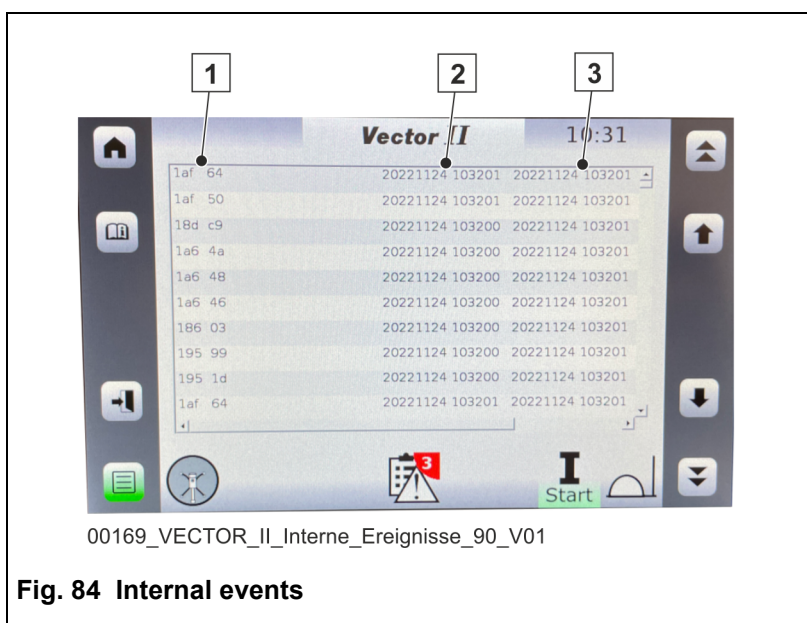 1 2 3
Vector II 10:31
1af 64 20221124 103201 20221124 103201
1af 50 20221124 103201 20221124 103201
18d c9 20221124 103200 20221124 103201
1a6 4a 20221124 103200 20221124 103201
1a6 48 20221124 103200 20221124 103201
1a6 46 20221124 103200 20221124 103201
186 03 20221124 103200 20221124 103201
195 99 20221124 103200 20221124 103201
195 1d 20221124 103200 20221124 103201
1af 64 20221124 103201 20221124 103201
3
I
Start
00169_VECTOR_II_Interne_Ereignisse_90_V01
Fig. 84 Internal events